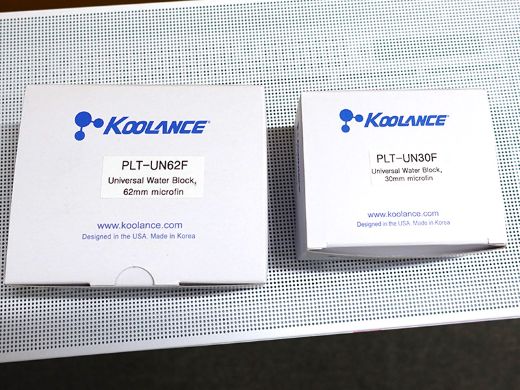 KOOLANCE
PLT-UN62F
Universal Water Block,
62mm microfin
www.koolance.com
Designed in the USA. Made in Korea
KOOLANCE
PLT-UN30F
Universal Water Block,
30mm microfin
www.koolance.com
Designed in the USA. Made in Korea